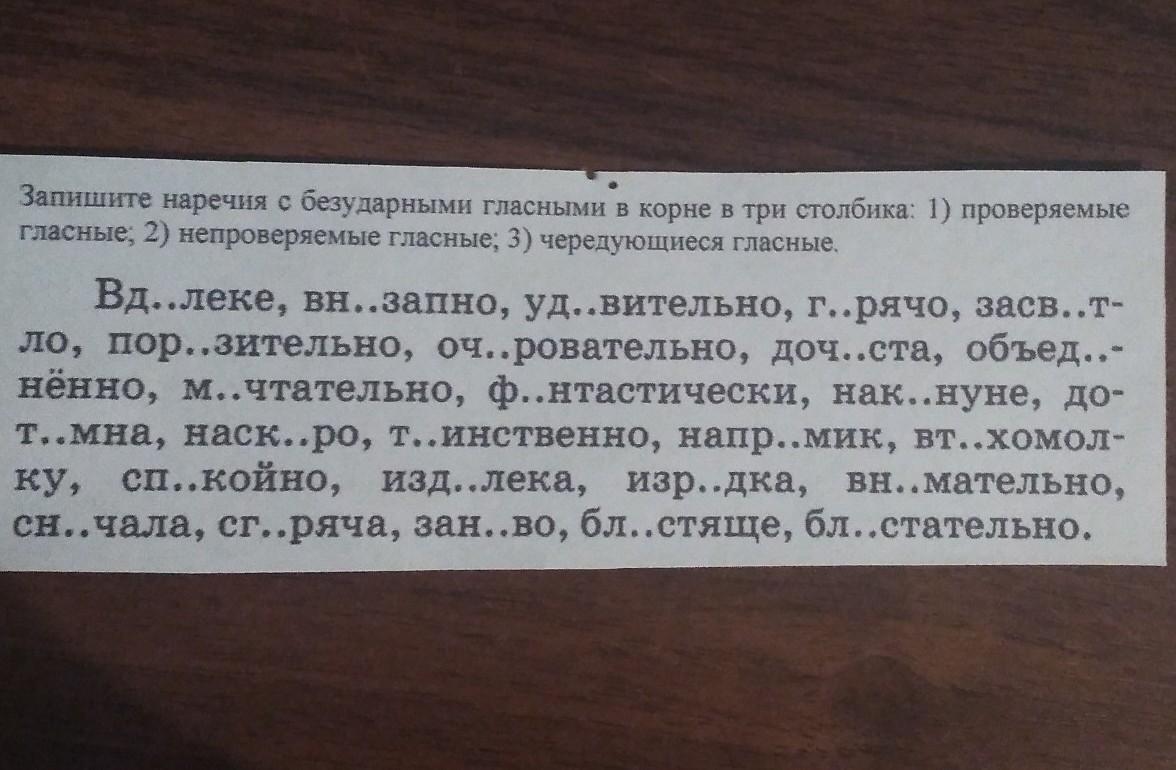 Запишите наречия с безударными гласными в корне в три столбика: 1) проверяемые
гласные; 2) непроверяемые гласные; 3) чередующиеся гласные.
Вд..леке, вн..запно, уд..вительно, г..рячо, засв..т-
ло, пор..зительно, оч..ровательно, доч..ста, объед..-
нённо, м..чтательно, ф..нтастически, нак..нуне, до-
т..мна, наск..ро, т..инственно, напр..мик, вт..хомол-
ку, сп..койно, изд..лека, изр..дка, вн..мательно,
сн..чала, сг..ряча, зан..во, бл..стяще, бл..стательно.